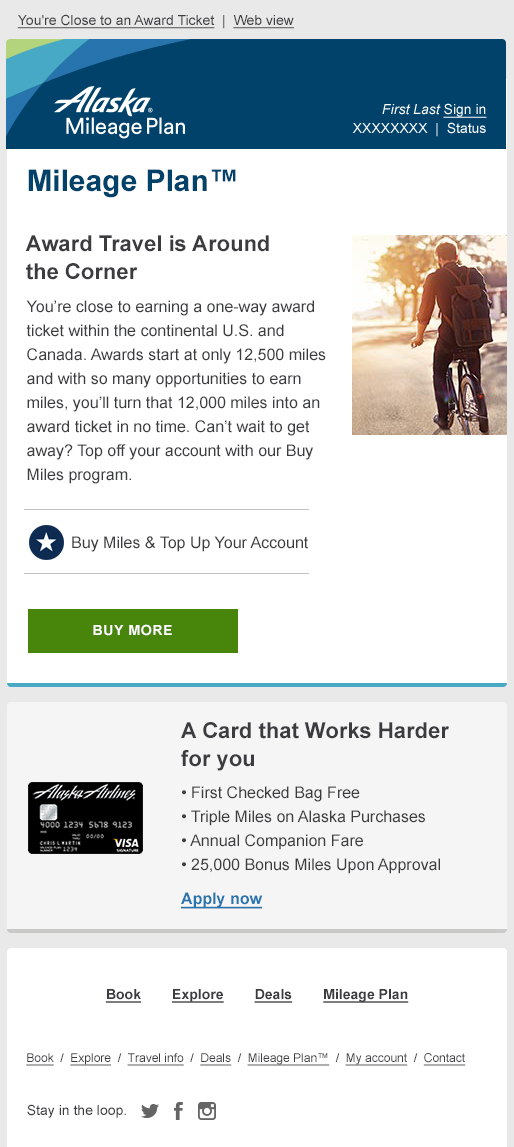 You're Close to an Award Ticket | Web view
Alaska®
Mileage Plan
First Last Sign in
XXXXXXXX | Status
Mileage Plan™
Award Travel is Around
the Corner
You're close to earning a one-way award
ticket within the continental U.S. and
Canada. Awards start at only 12,500 miles
and with so many opportunities to earn
miles, you'll turn that 12,000 miles into an
award ticket in no time. Can't wait to get
away? Top off your account with our Buy
Miles program.
Buy Miles & Top Up Your Account
BUY MORE
A Card that Works Harder
for you
Alaska Airlines
4000 1234 5678 9123
00/00
CHRIS L MARTIN
VISA
SIGNATURE
• First Checked Bag Free
• Triple Miles on Alaska Purchases
• Annual Companion Fare
• 25,000 Bonus Miles Upon Approval
Apply now
Book Explore Deals Mileage Plan
Book / Explore / Travel info / Deals / Mileage Plan™ / My account / Contact
Stay in the loop.